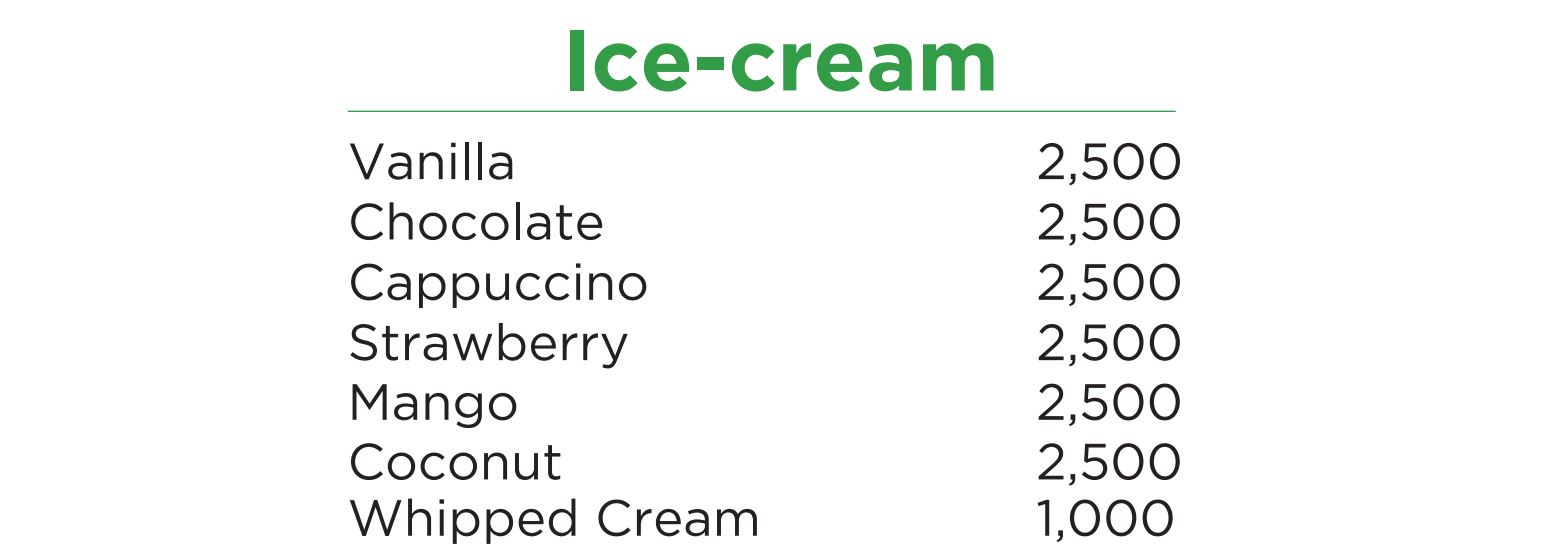 Ice-cream
Vanilla 2,500
Chocolate 2,500
Cappuccino 2,500
Strawberry 2,500
Mango 2,500
Coconut 2,500
Whipped Cream 1,000